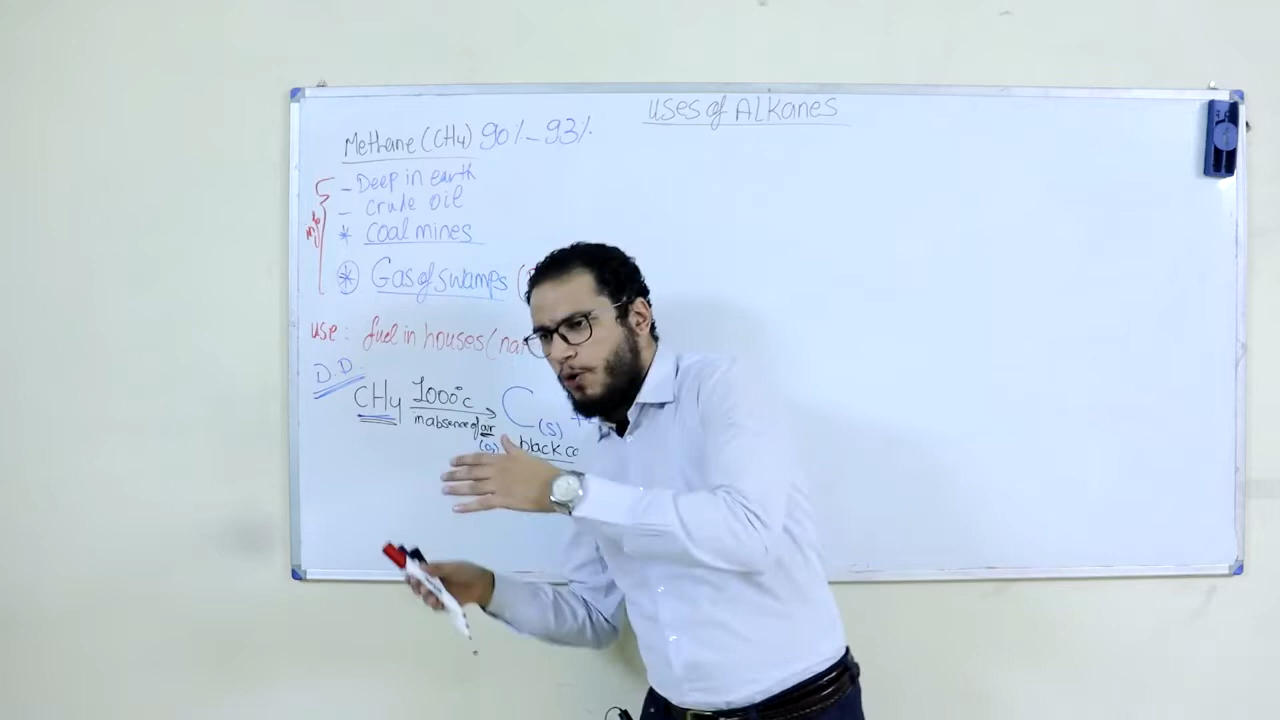 Uses of Alkanes
Methane (CH4) 90% - 93%
- Deep in earth
- crude oil
* coal mines
* Gas of swamps (
use: fuel in houses (
D.D.
CH4 1000°c C(s) +
in absence of air
(O2) black